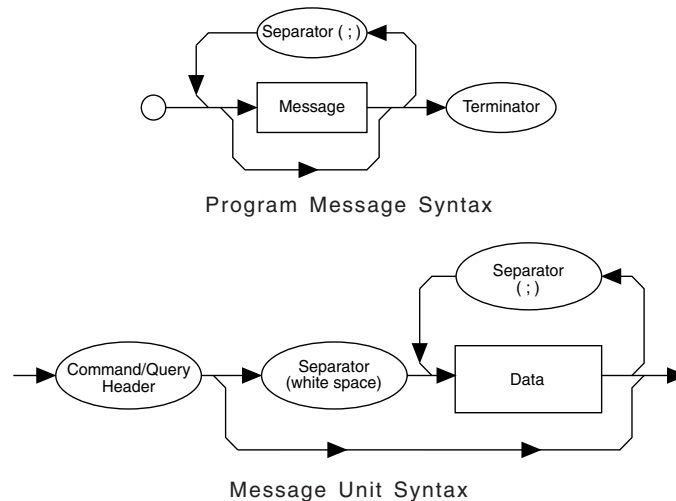 Separator ( ; )
Message
Terminator
Program Message Syntax
Separator
( ; )
Command/Query
Header
Separator
(white space)
Data
Message Unit Syntax